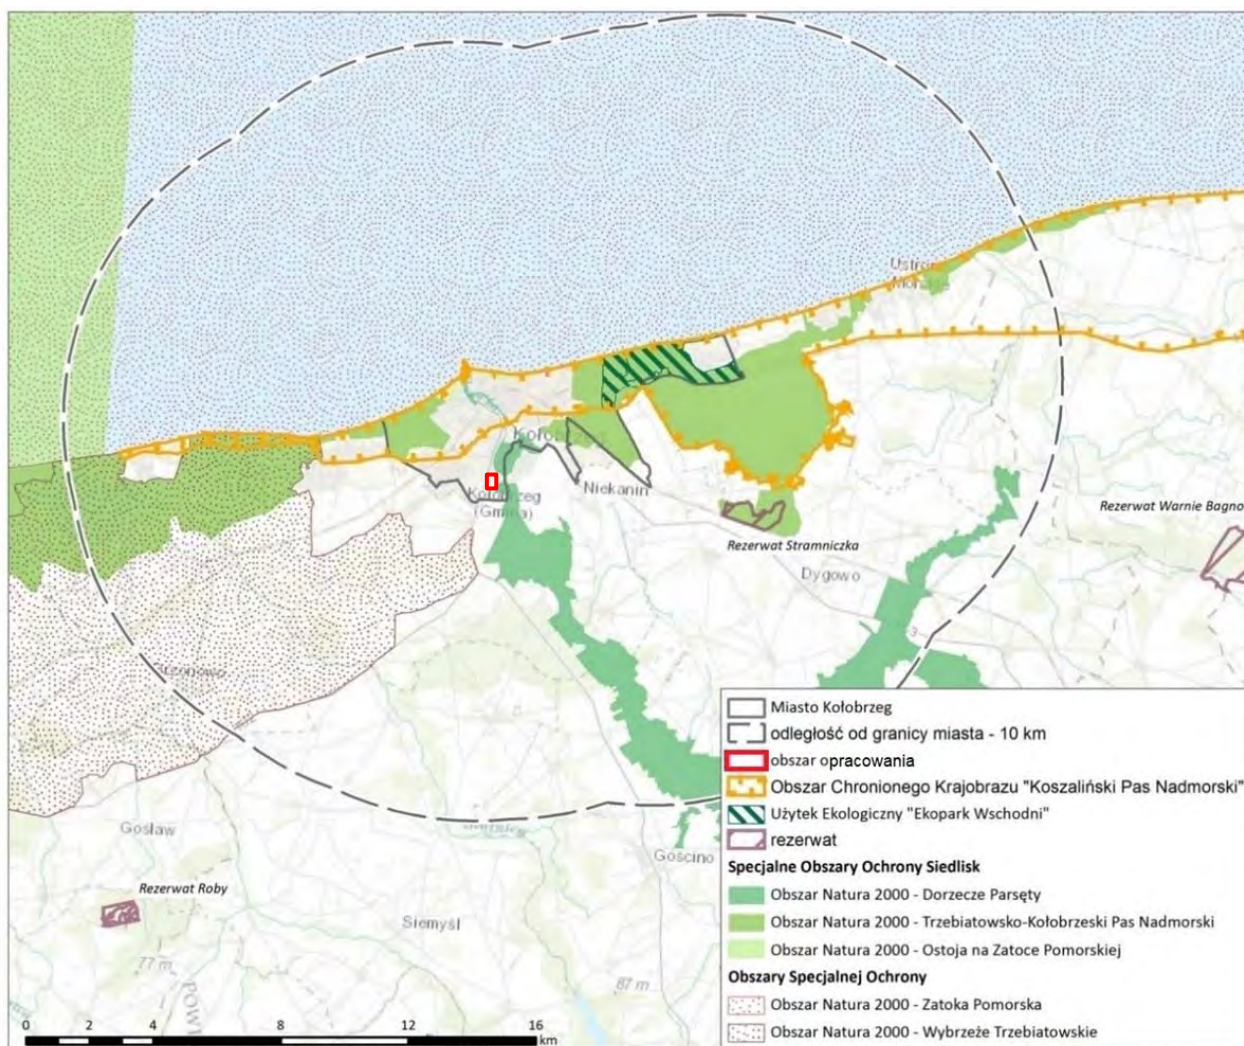 Ustronie
Kołobrzeg
Kołobrzeg
(Gmina)
Niekanin
Rezerwat Warnie Bagno
Rezerwat Stramniczka
Dygowo
3
Gosław
Gościno
Rezerwat Roby
Siemyśl
77 m
87 m
POWI
Miasto Kołobrzeg
odległość od granicy miasta - 10 km
obszar opracowania
Obszar Chronionego Krajobrazu "Koszaliński Pas Nadmorski"
Użytek Ekologiczny "Ekopark Wschodni"
rezerwat
Specjalne Obszary Ochrony Siedlisk
Obszar Natura 2000 - Dorzecze Parsęty
Obszar Natura 2000 - Trzebiatowsko-Kołobrzeski Pas Nadmorski
Obszar Natura 2000 - Ostoja na Zatoce Pomorskiej
Obszary Specjalnej Ochrony
Obszar Natura 2000 - Zatoka Pomorska
Obszar Natura 2000 - Wybrzeże Trzebiatowskie
0 2 4 8 12 16
km